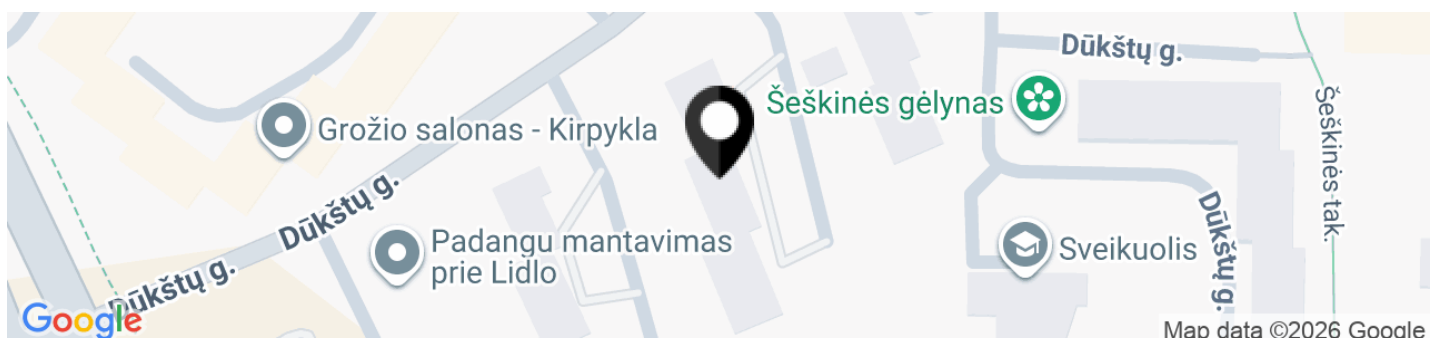 Dūkštų g.
Šeškinės gėlynas
Grožio salonas - Kirpykla
Šeškinės tak.
Dūkštų g.
Padangu mantavimas
prie Lidlo
Sveikuolis
Dūkštų g.
Dūkštų g.
Google
Map data ©2026 Google